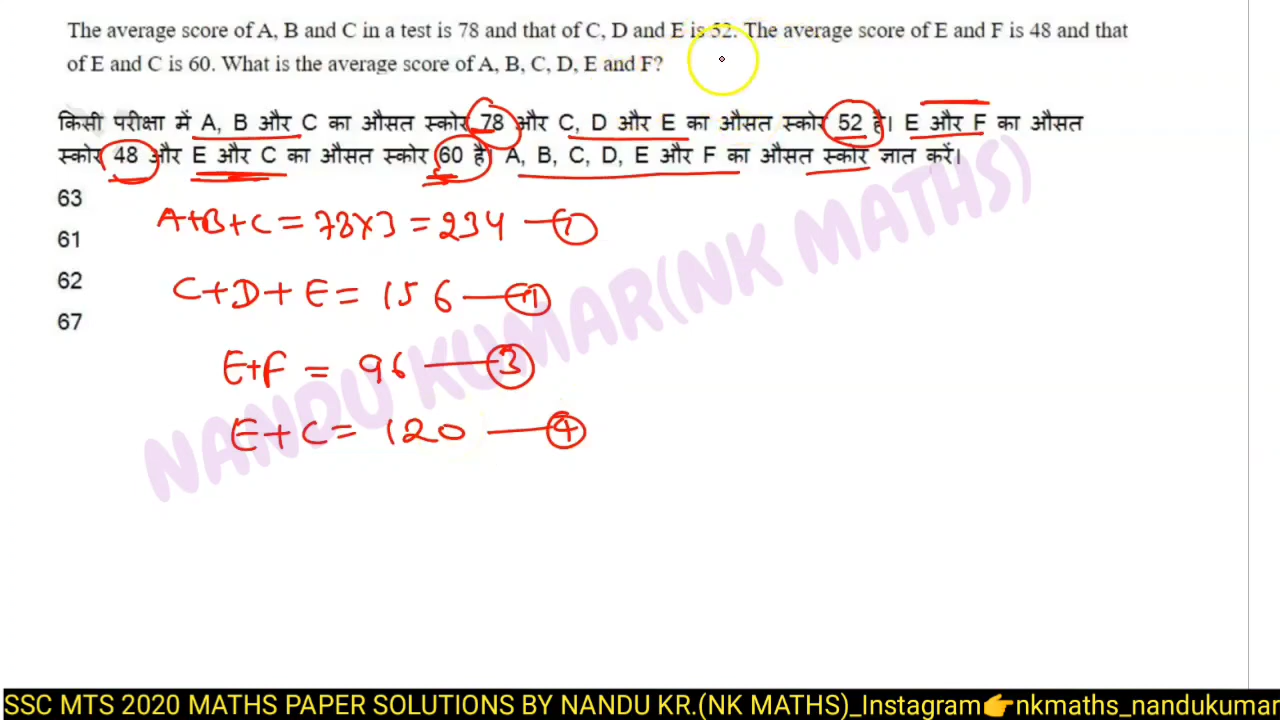 The average score of A, B and C in a test is 78 and that of C, D and E is 52. The average score of E and F is 48 and that
of E and C is 60. What is the average score of A, B, C, D, E and F?
किसी परीक्षा में A, B और C का औसत स्कोर 78 और C, D और E का औसत स्कोर 52 है। E और F का औसत
स्कोर 48 और E और C का औसत स्कोर 60 है। A, B, C, D, E और F का औसत स्कोर ज्ञात करें।
63
61
62
67
A+B+C = 78×3 = 234 —①
C+D+E = 156 —
E+F = 96 —③
E+C = 120 —④
NANDU KUMAR(NK MATHS)
SSC MTS 2020 MATHS PAPER SOLUTIONS BY NANDU KR.(NK MATHS)_Instagram👉nkmaths_nandukumar